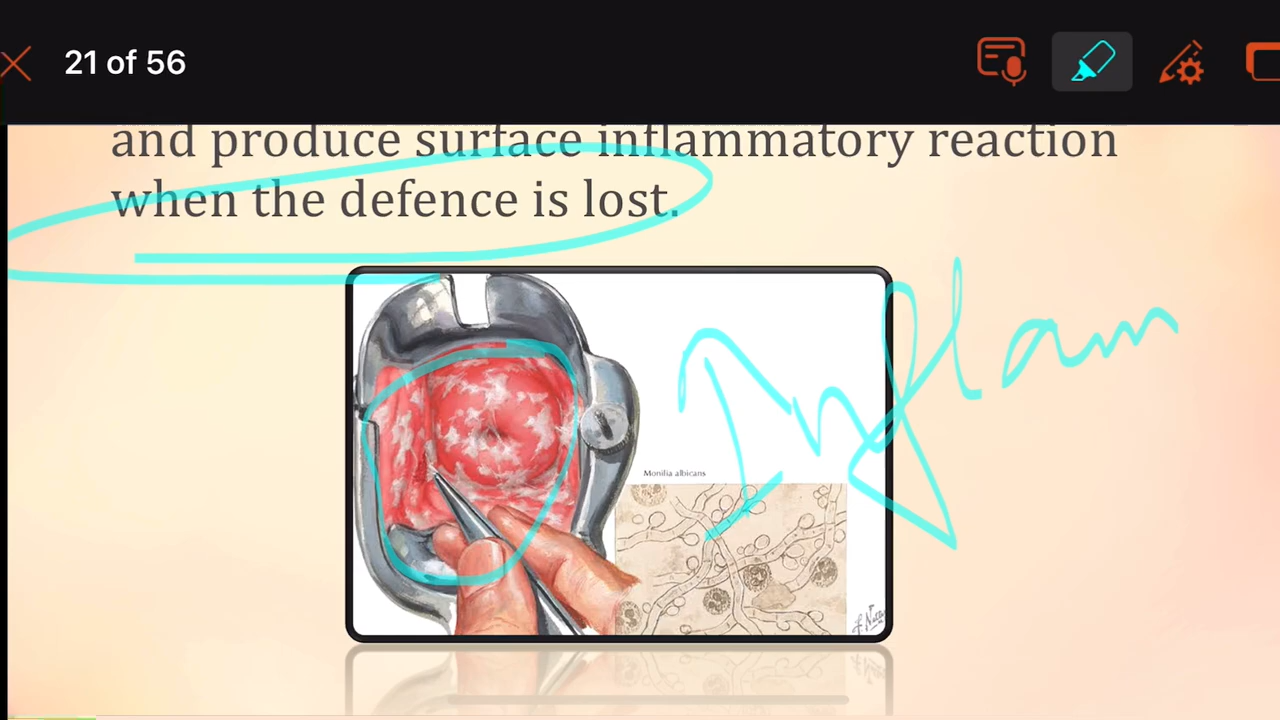 21 of 56
and produce surface inflammatory reaction
when the defence is lost.
Inflam
Monilia albicans